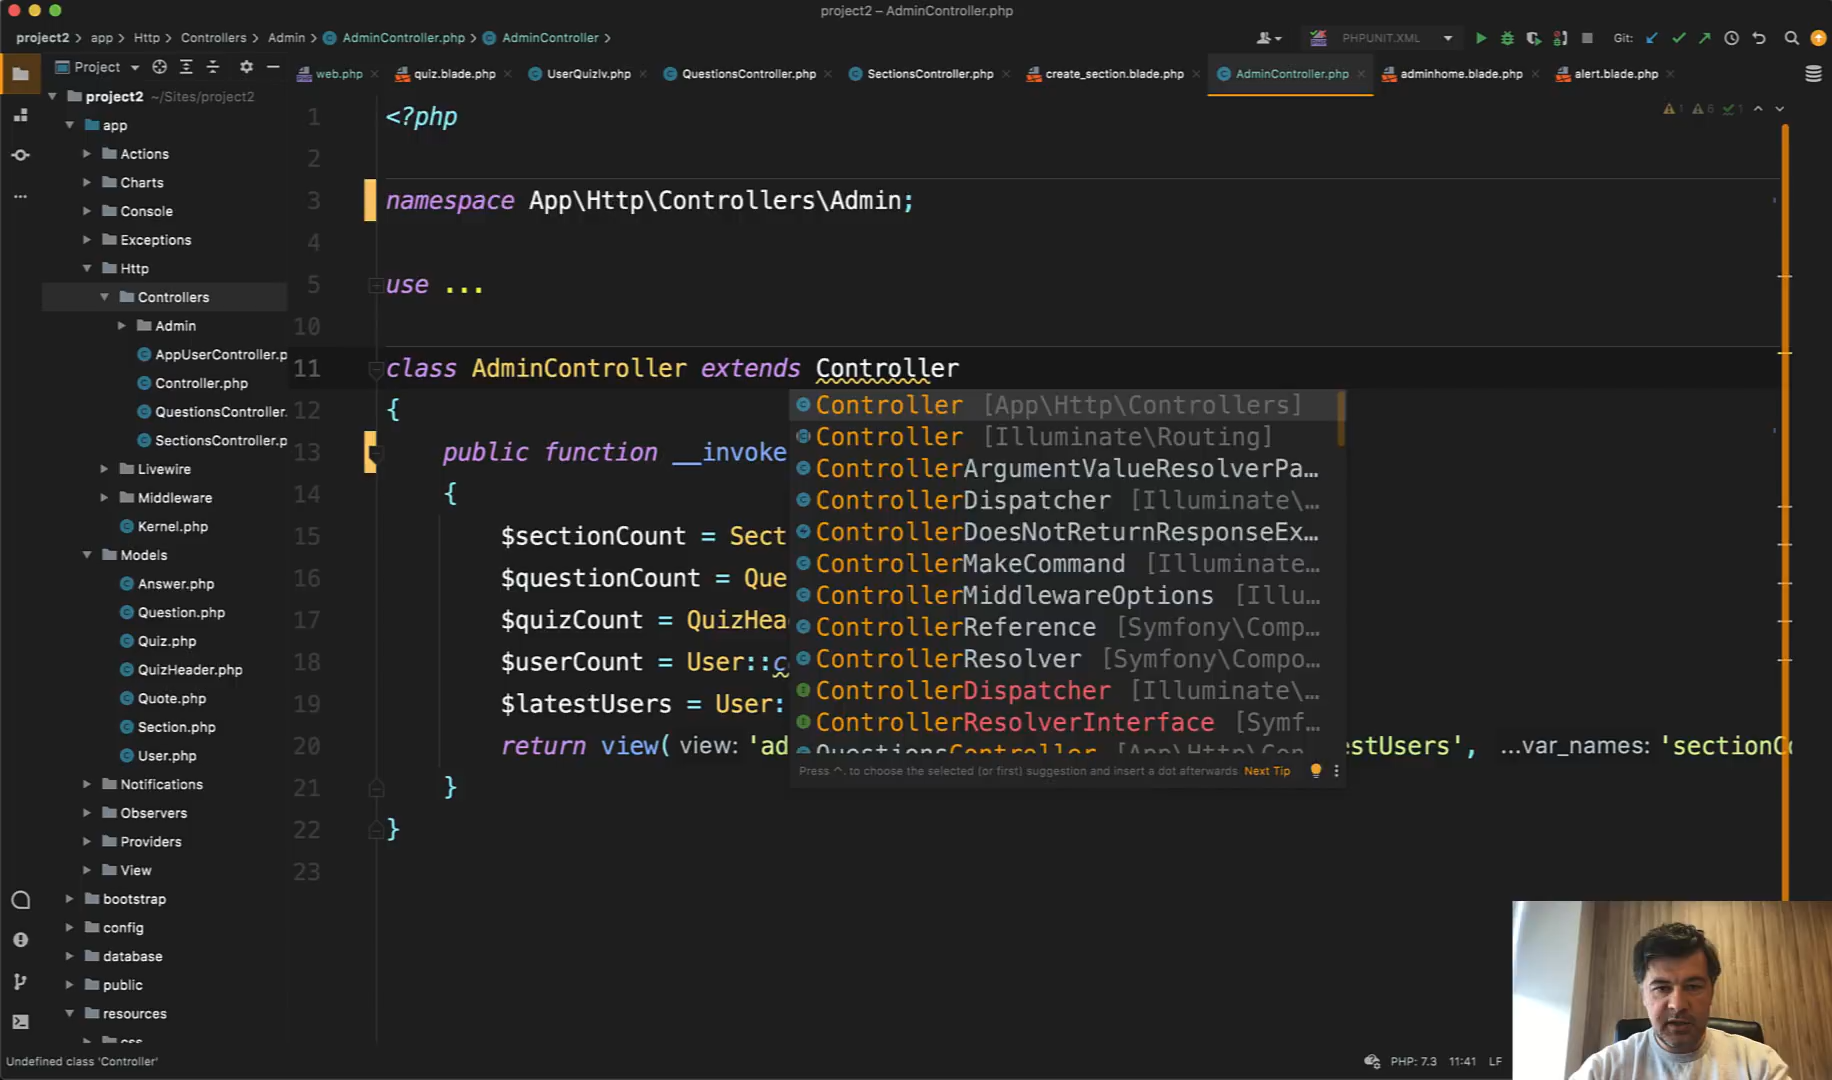 project2 – AdminController.php
project2 > app > Http > Controllers > Admin > AdminController.php > AdminController >
PHPUNIT.XML
Git:
Project
web.php
quiz.blade.php
UserQuizlv.php
QuestionsController.php
SectionsController.php
create_section.blade.php
AdminController.php
adminhome.blade.php
alert.blade.php
project2 ~/Sites/project2
app
Actions
Charts
Console
Exceptions
Http
Controllers
Admin
AppUserController.p
Controller.php
QuestionsController.
SectionsController.p
Livewire
Middleware
Kernel.php
Models
Answer.php
Question.php
Quiz.php
QuizHeader.php
Quote.php
Section.php
User.php
Notifications
Observers
Providers
View
bootstrap
config
database
public
resources
1 <?php
2
3 namespace App\Http\Controllers\Admin;
4
5 use ...
10
11 class AdminController extends Controller
12 {
13 public function __invoke
14 {
15 $sectionCount = Sect
16 $questionCount = Que
17 $quizCount = QuizHea
18 $userCount = User::c
19 $latestUsers = User:
20 return view( view: 'ad estUsers', ...var_names: 'sectionCo
21 }
22 }
23
1 8 1
Controller [App\Http\Controllers]
Controller [Illuminate\Routing]
ControllerArgumentValueResolverPa...
ControllerDispatcher [Illuminate\...
ControllerDoesNotReturnResponseEx...
ControllerMakeCommand [Illuminate...
ControllerMiddlewareOptions [Illu...
ControllerReference [Symfony\Comp...
ControllerResolver [Symfony\Compo...
ControllerDispatcher [Illuminate\...
ControllerResolverInterface [Symf...
QuestionsController [App\Http\Con
Press ^. to choose the selected (or first) suggestion and insert a dot afterwards Next Tip
Undefined class 'Controller'
PHP: 7.3 11:41 LF